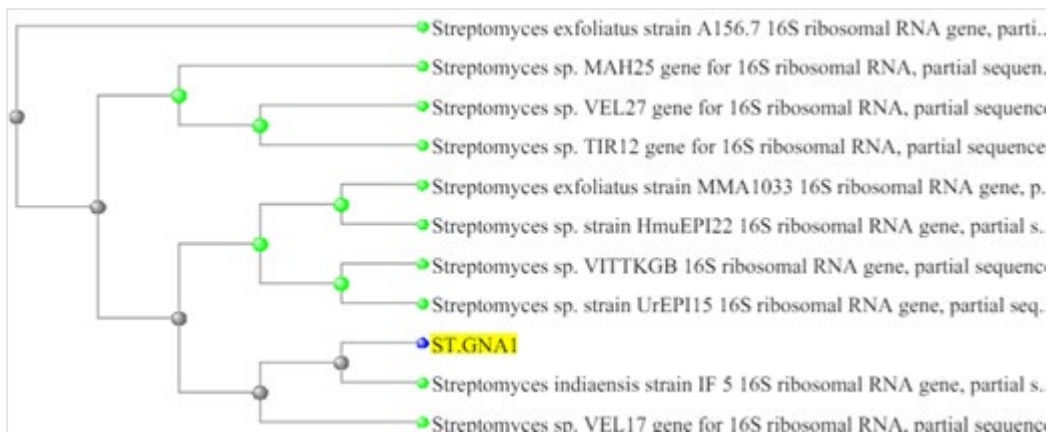 Streptomyces exfoliatus strain A156.7 16S ribosomal RNA gene, parti..
Streptomyces sp. MAH25 gene for 16S ribosomal RNA, partial sequen.
Streptomyces sp. VEL27 gene for 16S ribosomal RNA, partial sequence
Streptomyces sp. TIR12 gene for 16S ribosomal RNA, partial sequence
Streptomyces exfoliatus strain MMA1033 16S ribosomal RNA gene, p..
Streptomyces sp. strain HmuEPI22 16S ribosomal RNA gene, partial s..
Streptomyces sp. VITTKGB 16S ribosomal RNA gene, partial sequence
Streptomyces sp. strain UrEPI15 16S ribosomal RNA gene, partial seq..
ST.GNA1
Streptomyces indiaensis strain IF 5 16S ribosomal RNA gene, partial s..
Streptomyces sp. VEL17 gene for 16S ribosomal RNA, partial sequence